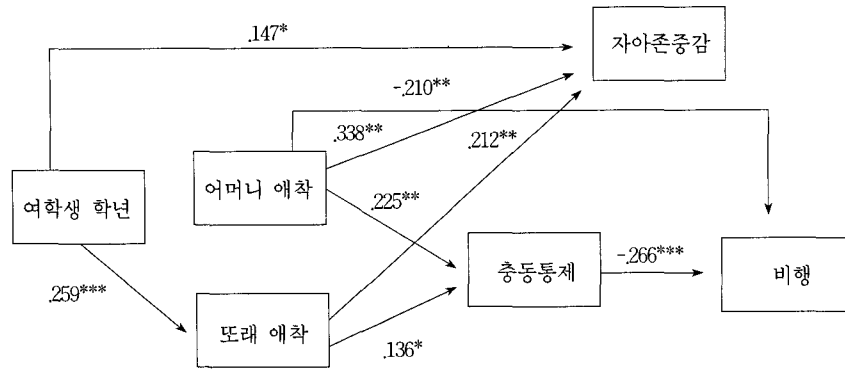 .147*
자아존중감
-.210**
.338**
.212**
어머니 애착
여학생 학년
.225**
충동통제
-.266***
비행
.259***
또래 애착
.136*